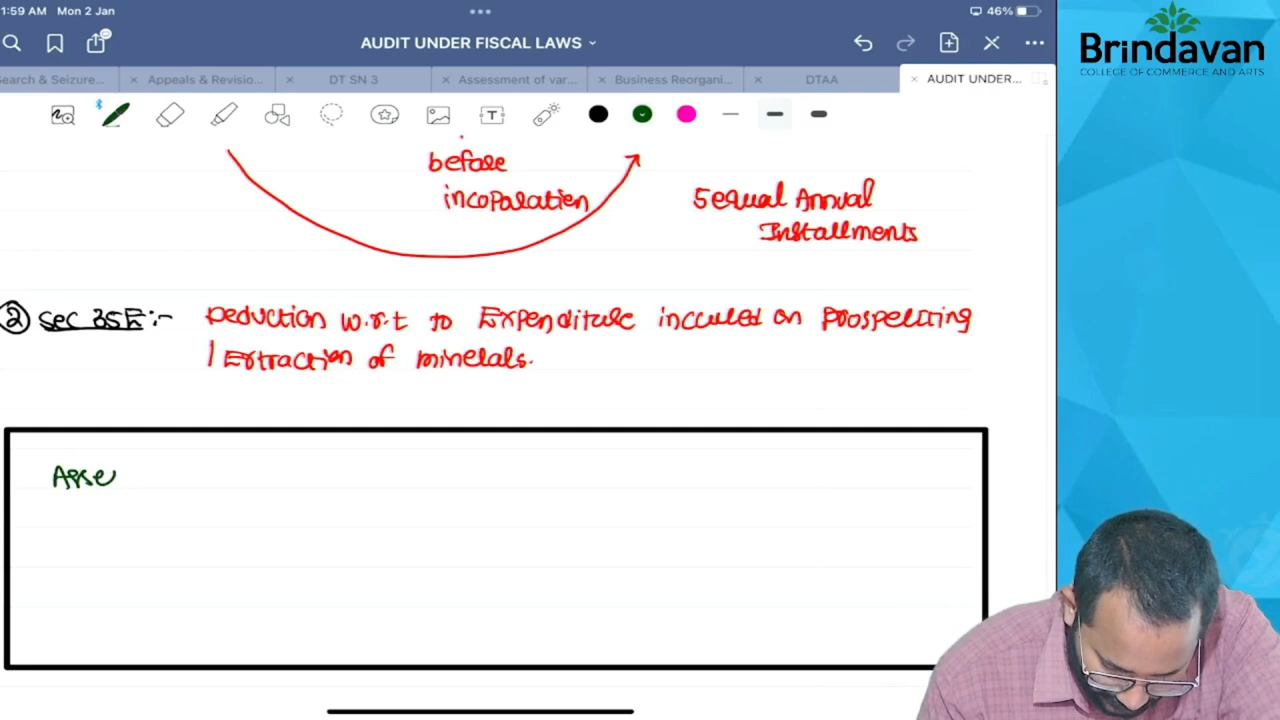 1:59 AM Mon 2 Jan
46%
AUDIT UNDER FISCAL LAWS
earch & Seizure...
Appeals & Revisio...
DT SN 3
Assessment of var...
Business Reorgani...
DTAA
AUDIT UNDER...
T
before
incoparation
5 equal Annual
Installments
② Sec 35E:-
Deduction w.r.t to Expenditure incurred on Prospecting
/ Extraction of minerals.
Asse
Brindavan
COLLEGE OF COMMERCE AND ARTS